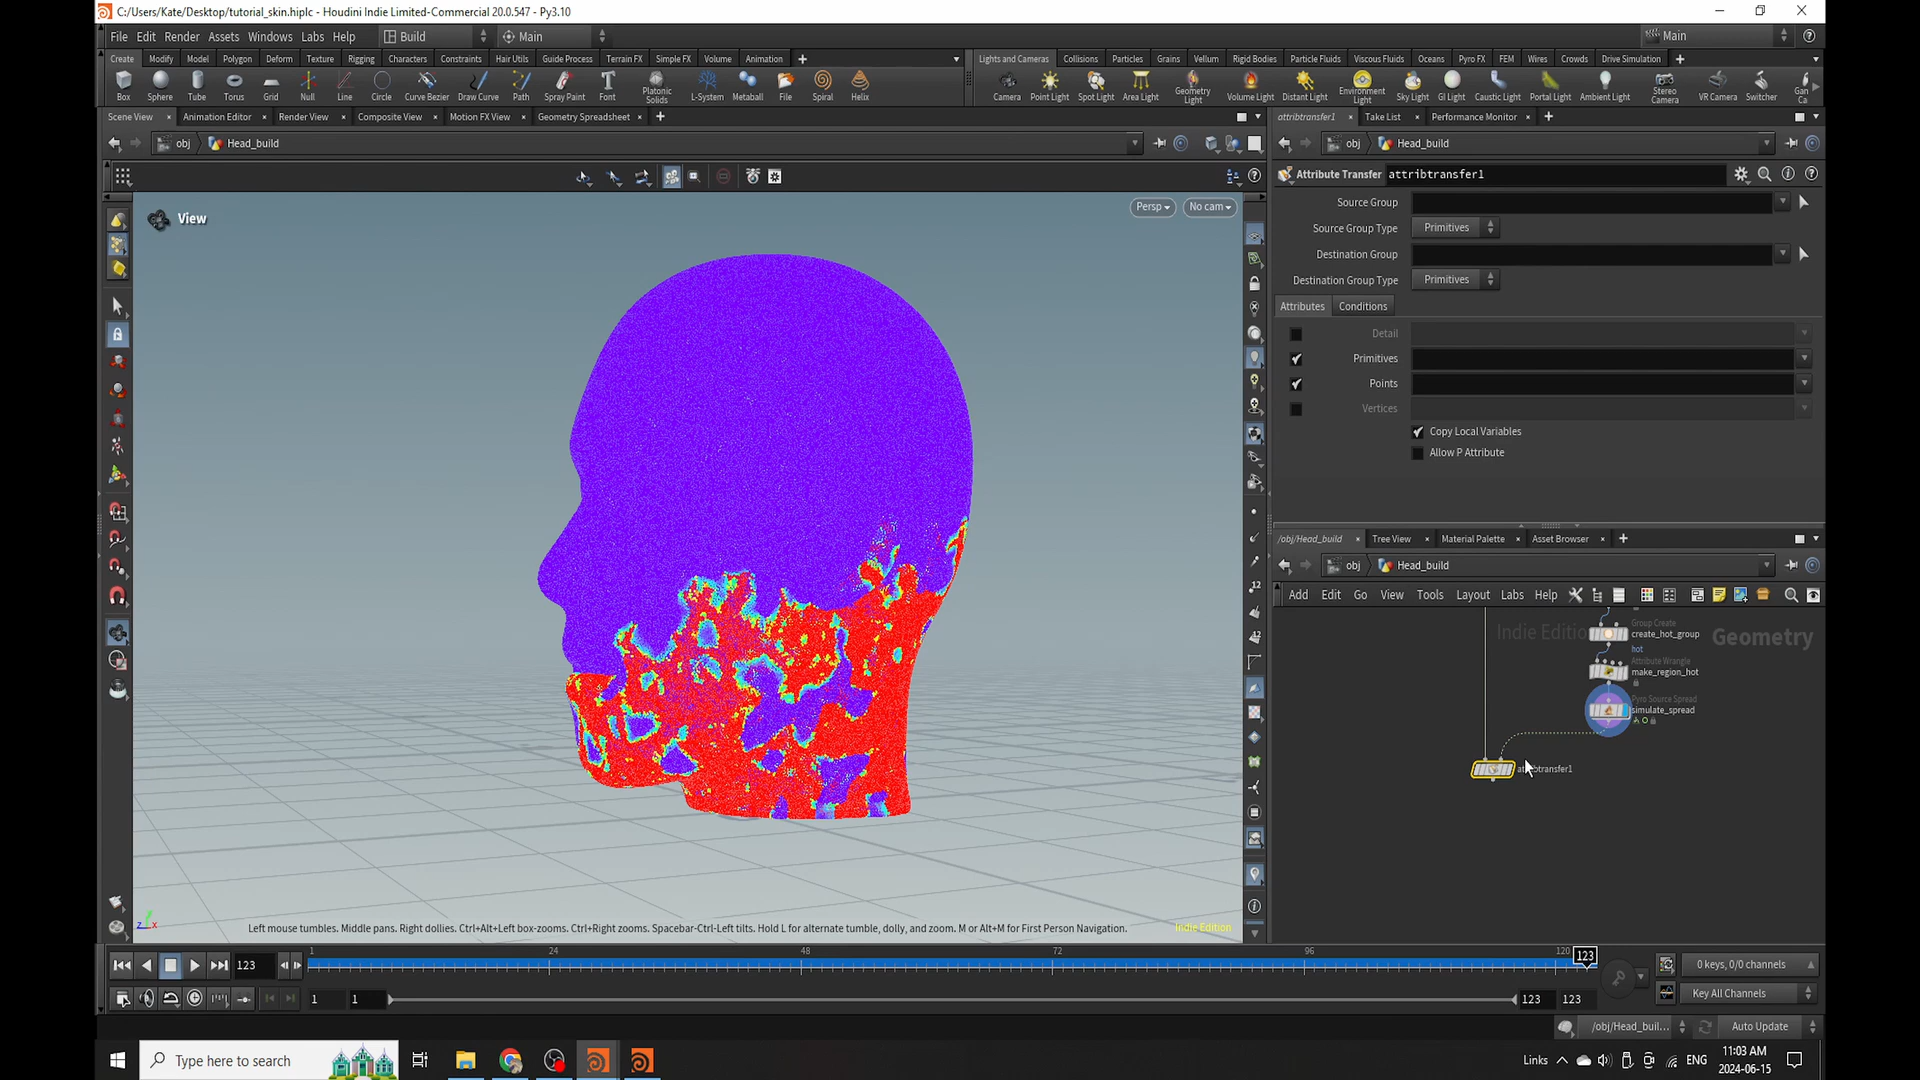 C:/Users/Kate/Desktop/tutorial_skin.hiplc - Houdini Indie Limited-Commercial 20.0.547 - Py3.10
File Edit Render Assets Windows Labs Help Build Main Main
Create Modify Model Polygon Deform Texture Rigging Characters Constraints Hair Utils Guide Process Terrain FX Simple FX Volume Animation
Lights and Cameras Collisions Particles Grains Vellum Rigid Bodies Particle Fluids Viscous Fluids Oceans Pyro FX FEM Wires Crowds Drive Simulation
Box Sphere Tube Torus Grid Null Line Circle Curve Bezier Draw Curve Path Spray Paint Font Platonic Solids L-System Metaball File Spiral Helix
Camera Point Light Spot Light Area Light Geometry Light Volume Light Distant Light Environment Light Sky Light GI Light Caustic Light Portal Light Ambient Light Stereo Camera VR Camera Switcher
Scene View Animation Editor Render View Composite View Motion FX View Geometry Spreadsheet
attribtransfer1 Take List Performance Monitor
obj Head_build
obj Head_build
View
Persp No cam
Attribute Transfer attribtransfer1
Source Group
Source Group Type Primitives
Destination Group
Destination Group Type Primitives
Attributes Conditions
Detail
Primitives
Points
Vertices
Copy Local Variables
Allow P Attribute
/obj/Head_build Tree View Material Palette Asset Browser
obj Head_build
Add Edit Go View Tools Layout Labs Help
Geometry
Group Create
create_hot_group
hot
Attribute Wrangle
make_region_hot
Pyro Source Spread
simulate_spread
Left mouse tumbles. Middle pans. Right dollies. Ctrl+Alt+Left box-zooms. Ctrl+Right zooms. Spacebar-Ctrl-Left tilts. Hold L for alternate tumble, dolly, and zoom. M or Alt+M for First Person Navigation.
Indie Edition
123 1 24 48 72 96 120 123
0 keys, 0/0 channels
1 1 123 123
Key All Channels
/obj/Head_buil... Auto Update
Type here to search
Links ENG
11:03 AM
2024-06-15